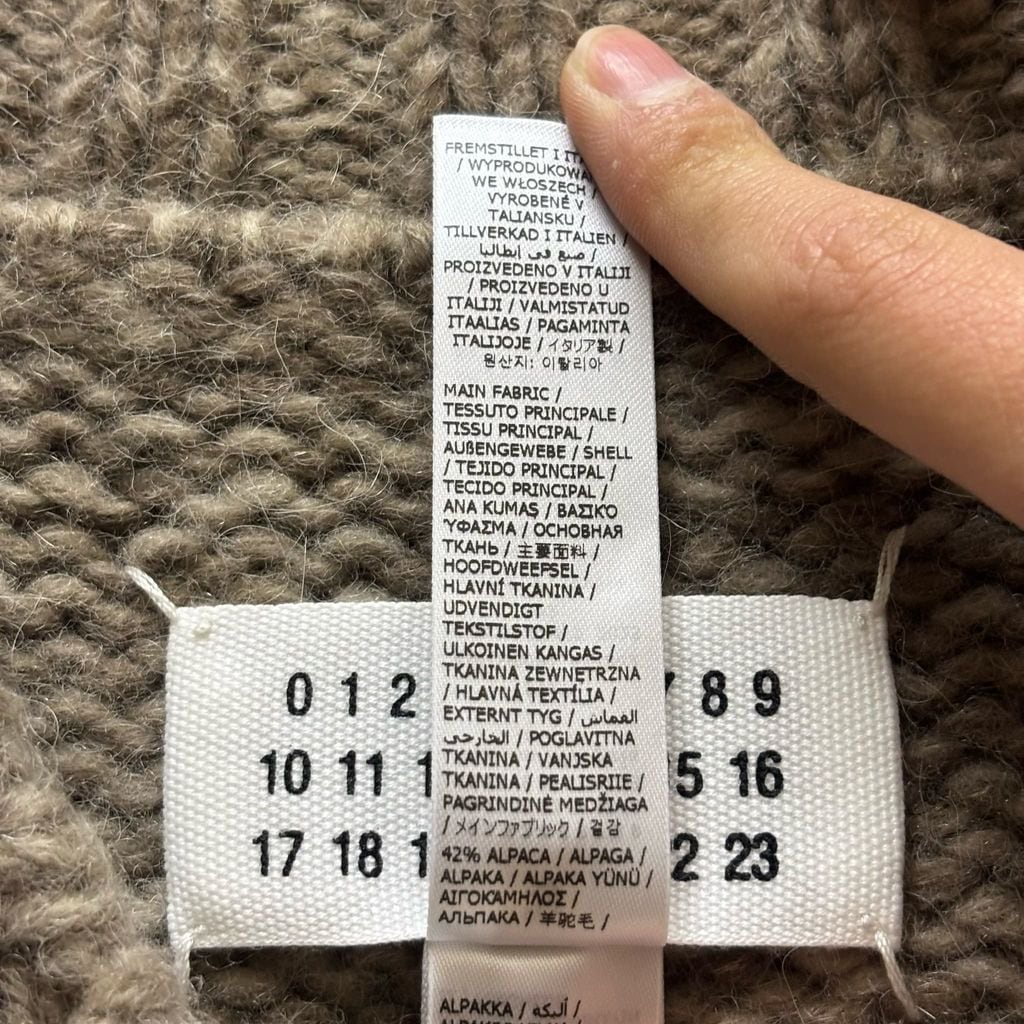 FREMSTILLET I
/ WYPRODUKOWA
WE WŁOSZECH /
VYROBENÉ V
TALIANSKU /
TILLVERKAD I ITALIEN /
صنع في إيطاليا /
PROIZVEDENO V ITALIJI
/ PROIZVEDENO U
ITALIJI / VALMISTATUD
ITAALIAS / PAGAMINTA
ITALIJOJE / イタリア製 /
원산지: 이탈리아
MAIN FABRIC /
TESSUTO PRINCIPALE /
TISSU PRINCIPAL /
AUßENGEWEBE / SHELL
/ TEJIDO PRINCIPAL /
TECIDO PRINCIPAL /
ANA KUMAS / ΒΑΣΙΚΌ
ΎΦΑΣΜΑ / ОСНОВНАЯ
ТКАНЬ / 主要面料 /
HOOFDWEEFSEL /
HLAVNÍ TKANINA /
UDVENDIGT
TEKSTILSTOF /
ULKOINEN KANGAS /
TKANINA ZEWNĘTRZNA
/ HLAVNÁ TEXTÍLIA /
EXTERNT TYG / القماش
الخارجي / POGLAVITNA
TKANINA / VANJSKA
TKANINA / PEALISRIIE /
PAGRINDINĖ MEDŽIAGA
/ メインファブリック / 겉감
42% ALPACA / ALPAGA /
ALPAKA / ALPAKA YÜNÜ /
ΑΙΓΟΚΆΜΗΛΟΣ /
АЛЬПАКА / 羊驼毛 /
ALPAKKA / ألبكة /
0 1 2 8 9
10 11 1 5 16
17 18 1 2 23